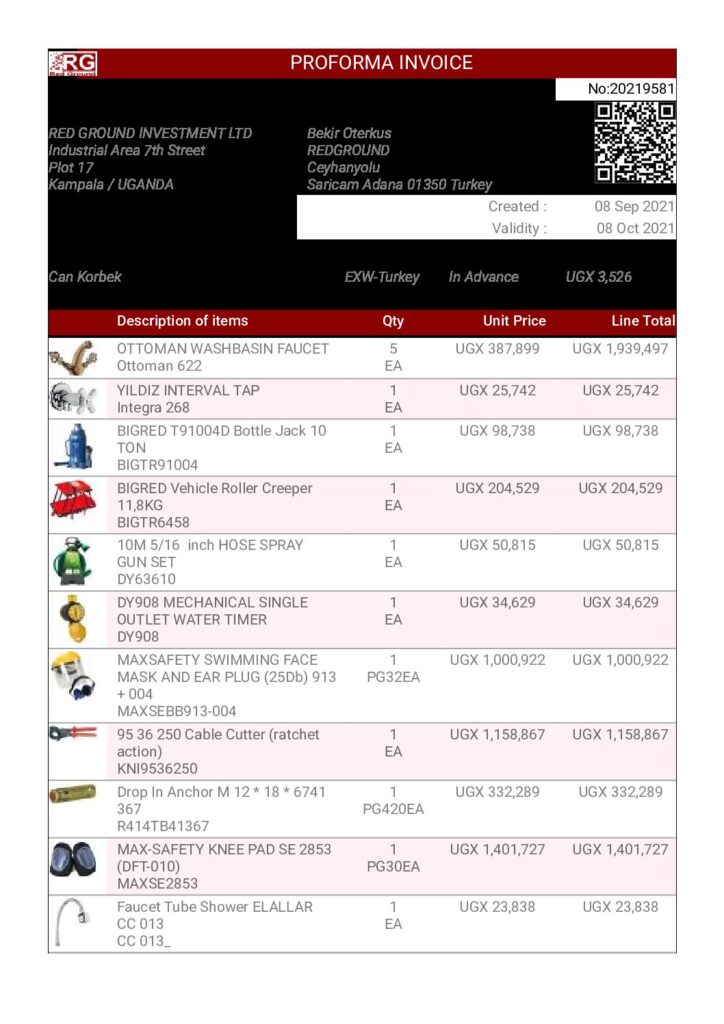 RG
Red Ground
PROFORMA INVOICE
No:20219581
RED GROUND INVESTMENT LTD
Industrial Area 7th Street
Plot 17
Kampala / UGANDA
Bekir Oterkus
REDGROUND
Ceyhanyolu
Saricam Adana 01350 Turkey
Created : 08 Sep 2021
Validity : 08 Oct 2021
Can Korbek EXW-Turkey In Advance UGX 3,526
Description of items Qty Unit Price Line Total
OTTOMAN WASHBASIN FAUCET 5 UGX 387,899 UGX 1,939,497
Ottoman 622 EA
YILDIZ INTERVAL TAP 1 UGX 25,742 UGX 25,742
Integra 268 EA
BIGRED T91004D Bottle Jack 10 1 UGX 98,738 UGX 98,738
TON EA
BIGTR91004
BIGRED Vehicle Roller Creeper 1 UGX 204,529 UGX 204,529
11,8KG EA
BIGTR6458
10M 5/16 inch HOSE SPRAY 1 UGX 50,815 UGX 50,815
GUN SET EA
DY63610
DY908 MECHANICAL SINGLE 1 UGX 34,629 UGX 34,629
OUTLET WATER TIMER EA
DY908
MAXSAFETY SWIMMING FACE 1 UGX 1,000,922 UGX 1,000,922
MASK AND EAR PLUG (25Db) 913 PG32EA
+ 004
MAXSEBB913-004
95 36 250 Cable Cutter (ratchet 1 UGX 1,158,867 UGX 1,158,867
action) EA
KNI9536250
Drop In Anchor M 12 * 18 * 6741 1 UGX 332,289 UGX 332,289
367 PG420EA
R414TB41367
MAX-SAFETY KNEE PAD SE 2853 1 UGX 1,401,727 UGX 1,401,727
(DFT-010) PG30EA
MAXSE2853
Faucet Tube Shower ELALLAR 1 UGX 23,838 UGX 23,838
CC 013 EA
CC 013_